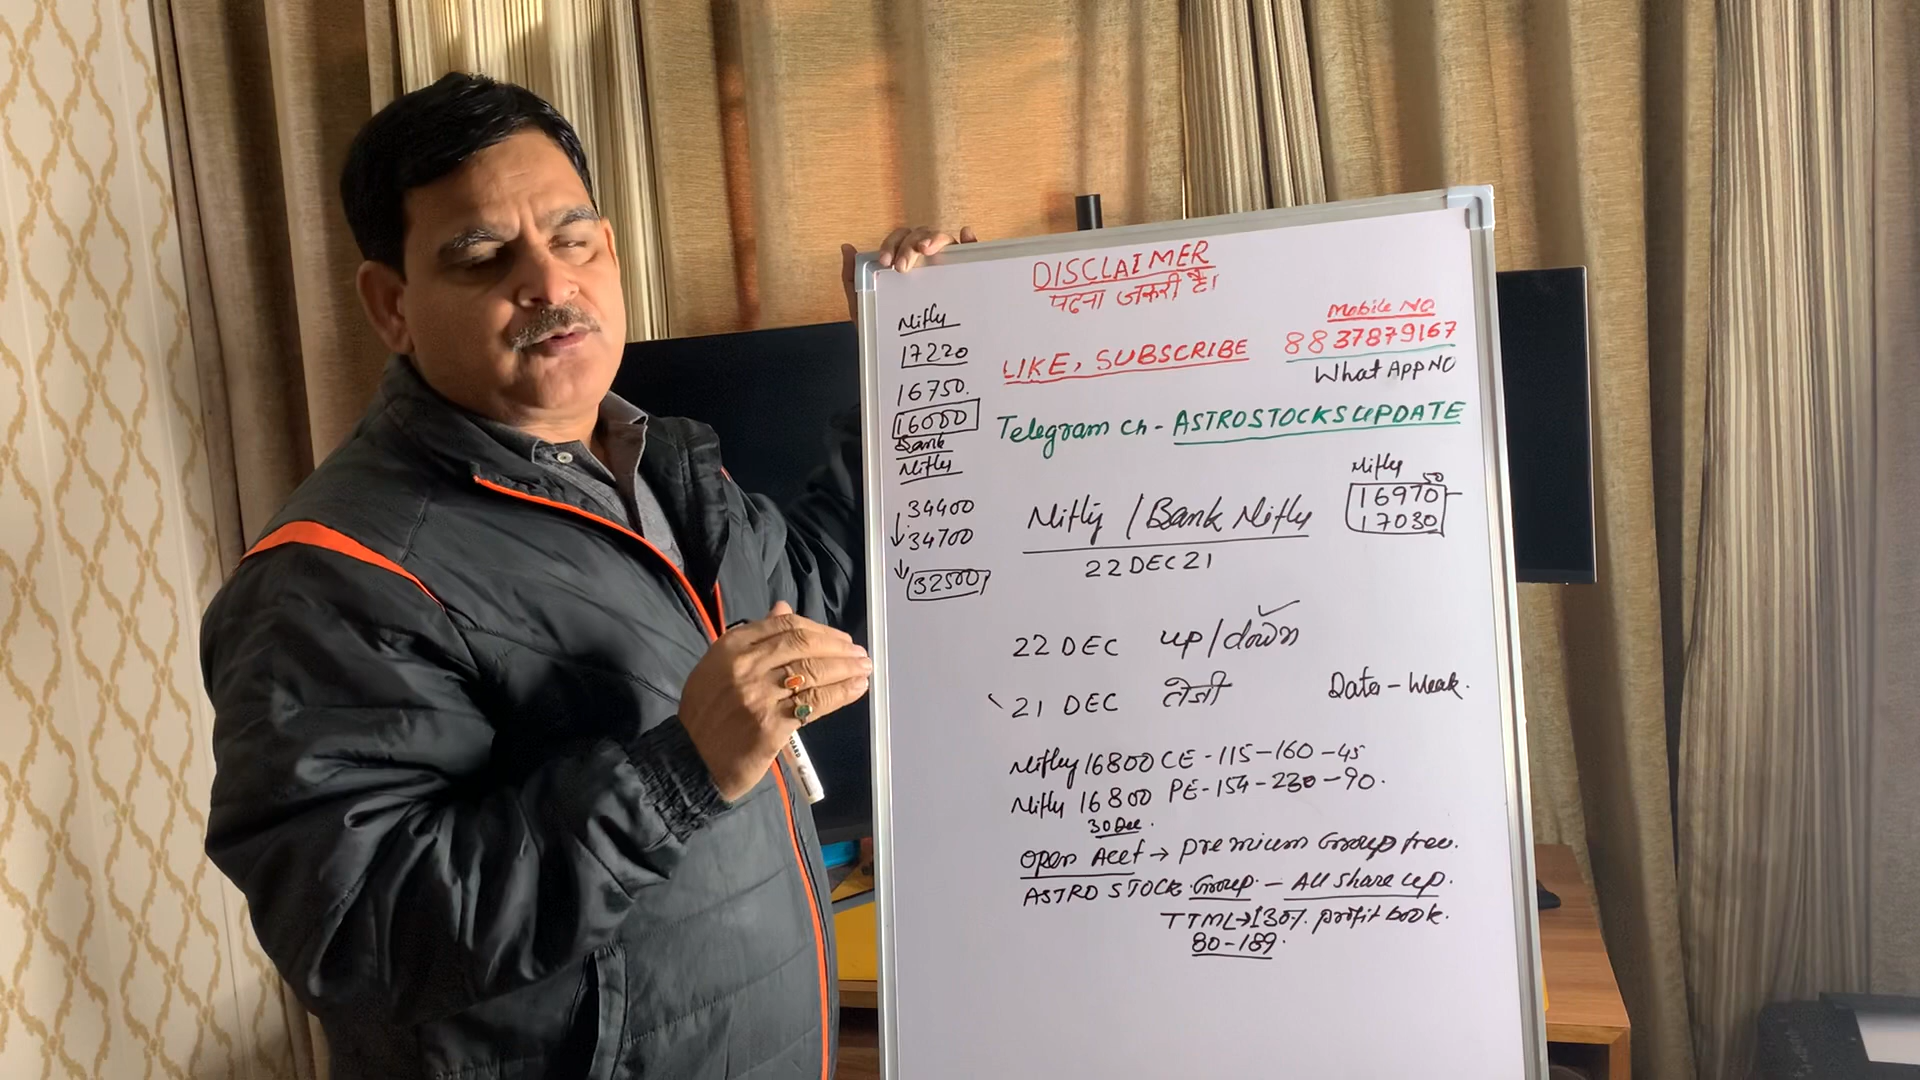 DISCLAIMER
पढ़ना जरूरी है।
Nifty
17220
16750.
16000
Bank
Nifty
34400
34700
32500
LIKE, SUBSCRIBE
Mobile NO
8837879167
What APP NO
Telegram ch - ASTROSTOCKSUPDATE
Nifty / Bank Nifty
22 DEC 21
Nifty
50
16970
17030
22 DEC up/down
21 DEC तेजी Data - Weak.
Nifty 16800 CE - 115 - 160 - 45
Nifty 16800 PE - 154 - 230 - 90.
30 Dec.
Open Acct → premium Group free.
ASTRO STOCK Group - All share up.
TTML → 130%. profit book.
80 - 189.